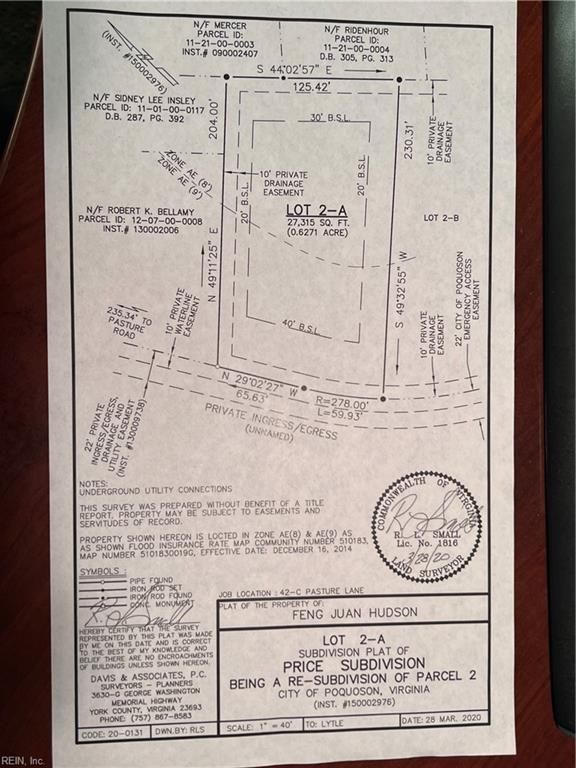 N/F MERCER
PARCEL ID:
11-21-00-0003
INST.# 090002407
N/F RIDENHOUR
PARCEL ID:
11-21-00-0004
D.B. 305, PG. 313
(INST. #150002976)
S 44°02'57" E
125.42'
N/F SIDNEY LEE INSLEY
PARCEL ID: 11-01-00-0117
D.B. 287, PG. 392
204.00'
30' B.S.L.
230.31'
10' PRIVATE
DRAINAGE
EASEMENT
ZONE AE (8')
ZONE AE (9')
10' PRIVATE
DRAINAGE
EASEMENT
20' B.S.L.
20' B.S.L.
LOT 2-A
27,315 SQ. FT.
(0.6271 ACRE)
LOT 2-B
N/F ROBERT K. BELLAMY
PARCEL ID: 12-07-00-0008
INST.# 130002006
N 49°11'25" E
S 49°32'55" W
22' CITY OF POQUOSON
EMERGENCY ACCESS
EASEMENT
10' PRIVATE
WATERLINE
EASEMENT
235.34' TO
PASTURE
ROAD
40' B.S.L.
10' PRIVATE
DRAINAGE
EASEMENT
N 29°02'27" W
65.63'
R=278.00'
L=59.93'
PRIVATE INGRESS/EGRESS
(UNNAMED)
22' PRIVATE
INGRESS/EGRESS,
DRAINAGE AND
UTILITY EASEMENT
(INST. #130009738)
NOTES:
UNDERGROUND UTILITY CONNECTIONS
THIS SURVEY WAS PREPARED WITHOUT BENEFIT OF A TITLE
REPORT. PROPERTY MAY BE SUBJECT TO EASEMENTS AND
SERVITUDES OF RECORD.
PROPERTY SHOWN HEREON IS LOCTED IN ZONE AE(8) & AE(9) AS
AS SHOWN FLOOD INSURANCE RATE MAP COMMUNITY NUMBER 510183,
MAP NUMBER 5101830019G, EFFECTIVE DATE: DECEMBER 16, 2014
COMMONWEALTH OF VIRGINIA
R. L. SMALL
Lic. No. 1816
3/28/20
LAND SURVEYOR
SYMBOLS :
PIPE FOUND
IRON ROD SET
IRON ROD FOUND
CONC. MONUMENT
HEREBY CERTIFY THAT THE SURVEY
REPRESENTED BY THIS PLAT WAS MADE
BY ME ON THIS DATE AND IS CORRECT
TO THE BEST OF MY KNOWLEDGE AND
BELIEF THERE ARE NO ENCROACHMENTS
OF BUILDINGS UNLESS SHOWN HEREON.
DAVIS & ASSOCIATES, P.C.
SURVEYORS - PLANNERS
3630-G GEORGE WASHINGTON
MEMORIAL HIGHWAY
YORK COUNTY, VIRGINIA 23693
PHONE: (757) 867-8583
CODE: 20-0131
DWN.BY: RLS
JOB LOCATION : 42-C PASTURE LANE
PLAT OF THE PROPERTY OF:
FENG JUAN HUDSON
LOT 2-A
SUBDIVISION PLAT OF
PRICE SUBDIVISION
BEING A RE-SUBDIVISION OF PARCEL 2
CITY OF POQUOSON, VIRGINIA
(INST. #150002976)
SCALE: 1" = 40'
TO: LYTLE
DATE: 28 MAR. 2020
REIN, Inc.